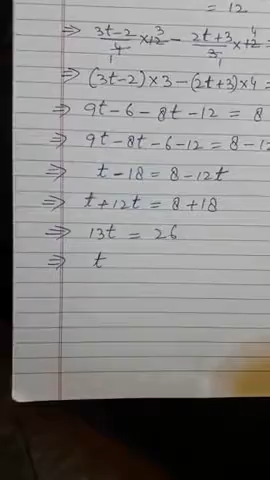 = 12
⇒ 3t-2/4 × 12 3 - 2t+3/3 × 12 4 =
⇒ (3t-2)×3-(2t+3)×4 =
⇒ 9t-6-8t-12 = 8
⇒ 9t-8t-6-12 = 8-12
⇒ t-18 = 8-12t
⇒ t+12t = 8+18
⇒ 13t = 26
⇒ t